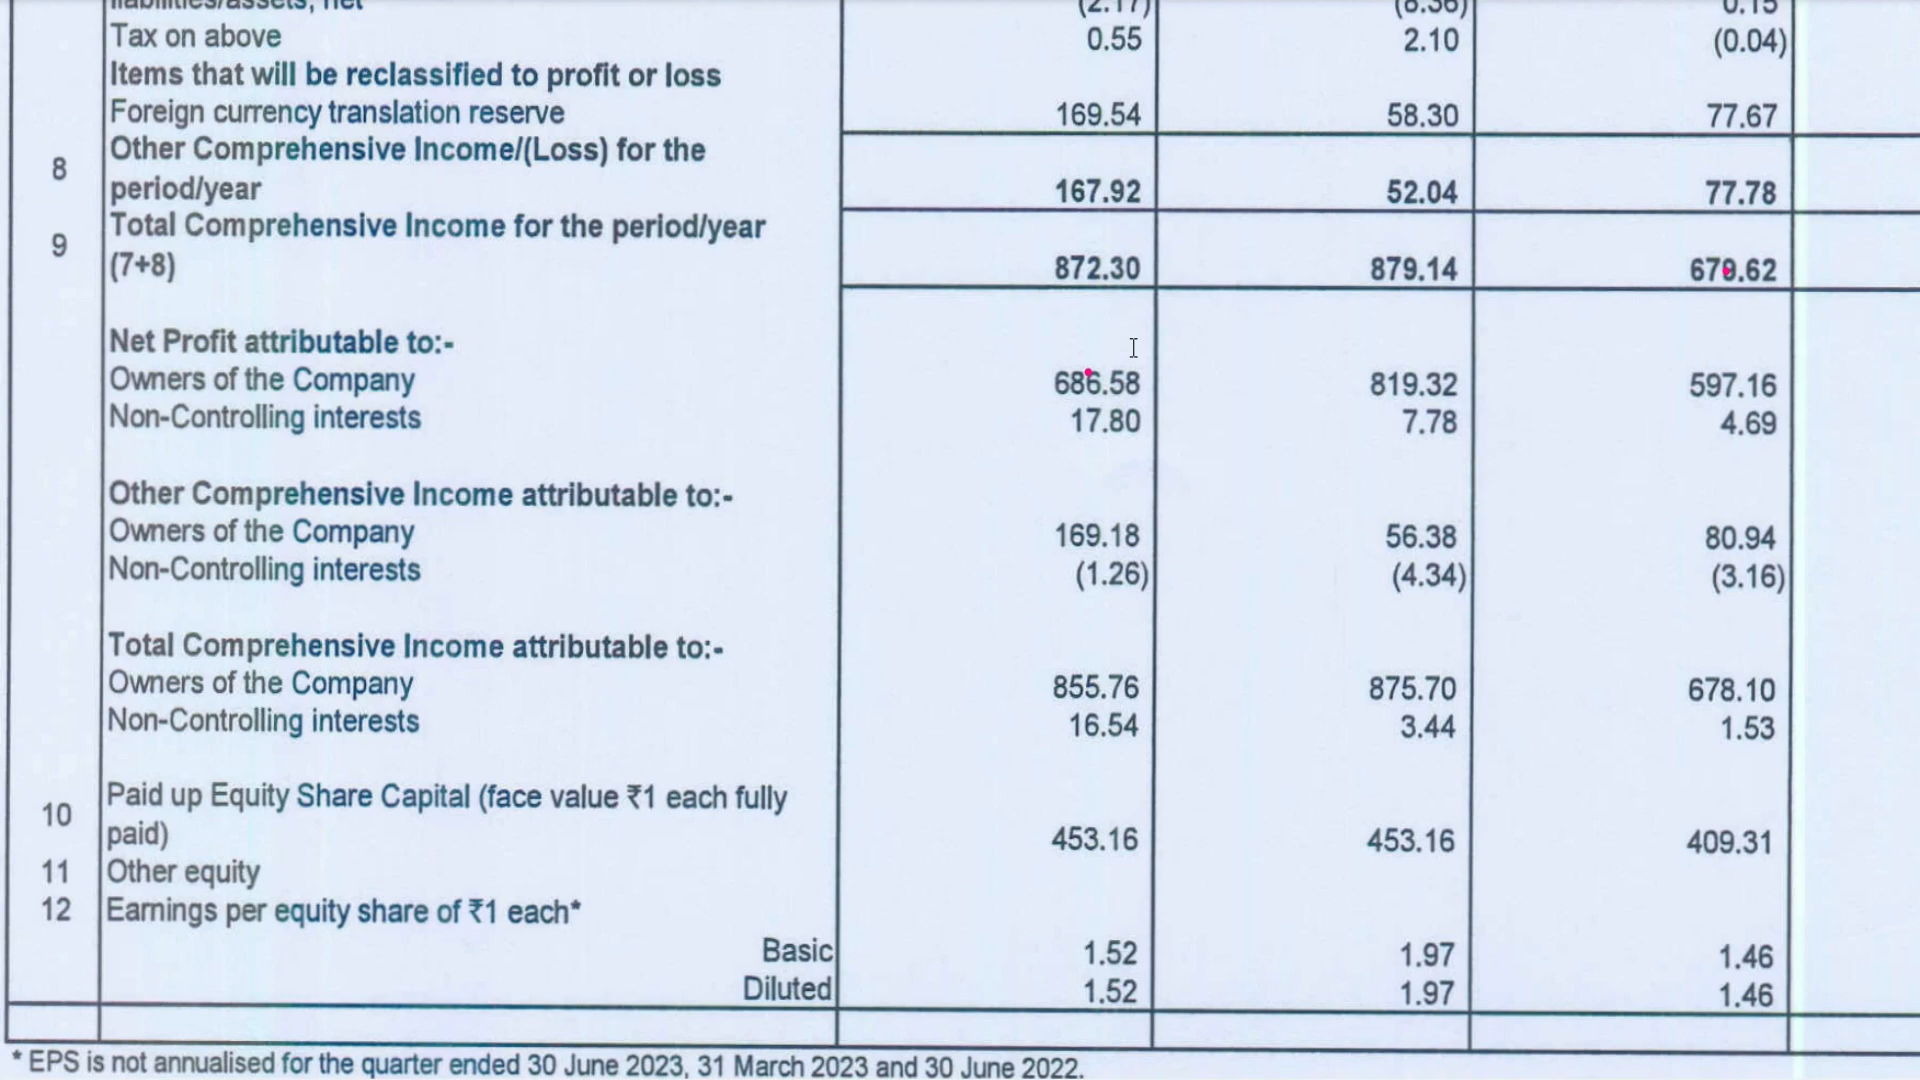 liabilities/assets, net (2.17) (8.36) 0.15
Tax on above 0.55 2.10 (0.04)
Items that will be reclassified to profit or loss
Foreign currency translation reserve 169.54 58.30 77.67
8 Other Comprehensive Income/(Loss) for the
period/year 167.92 52.04 77.78
9 Total Comprehensive Income for the period/year
(7+8) 872.30 879.14 679.62
Net Profit attributable to:-
Owners of the Company 686.58 819.32 597.16
Non-Controlling interests 17.80 7.78 4.69
Other Comprehensive Income attributable to:-
Owners of the Company 169.18 56.38 80.94
Non-Controlling interests (1.26) (4.34) (3.16)
Total Comprehensive Income attributable to:-
Owners of the Company 855.76 875.70 678.10
Non-Controlling interests 16.54 3.44 1.53
10 Paid up Equity Share Capital (face value ₹1 each fully
paid) 453.16 453.16 409.31
11 Other equity
12 Earnings per equity share of ₹1 each*
Basic 1.52 1.97 1.46
Diluted 1.52 1.97 1.46
* EPS is not annualised for the quarter ended 30 June 2023, 31 March 2023 and 30 June 2022.